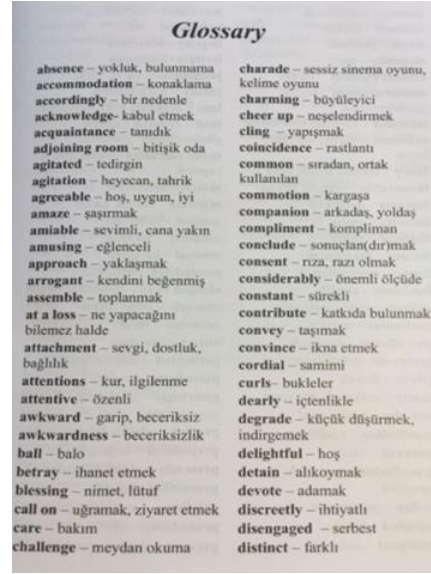 Glossary
absence – yokluk, bulunmama
accommodation – konaklama
accordingly – bir nedenle
acknowledge- kabul etmek
acquaintance – tanıdık
adjoining room – bitişik oda
agitated – tedirgin
agitation – heyecan, tahrik
agreeable – hoş, uygun, iyi
amaze – şaşırmak
amiable – sevimli, cana yakın
amusing – eğlenceli
approach – yaklaşmak
arrogant – kendini beğenmiş
assemble – toplanmak
at a loss – ne yapacağını
bilemez halde
attachment – sevgi, dostluk,
bağlılık
attentions – kur, ilgilenme
attentive – özenli
awkward – garip, beceriksiz
awkwardness – beceriksizlik
ball – balo
betray – ihanet etmek
blessing – nimet, lütuf
call on – uğramak, ziyaret etmek
care – bakım
challenge – meydan okuma
charade – sessiz sinema oyunu,
kelime oyunu
charming – büyüleyici
cheer up – neşelendirmek
cling – yapışmak
coincidence – rastlantı
common – sıradan, ortak
kullanılan
commotion – kargaşa
companion – arkadaş, yoldaş
compliment – kompliman
conclude – sonuçlan(dır)mak
consent – rıza, razı olmak
considerably – önemli ölçüde
constant – sürekli
contribute – katkıda bulunmak
convey – taşımak
convince – ikna etmek
cordial – samimi
curls– bukleler
dearly – içtenlikle
degrade – küçük düşürmek,
indirgemek
delightful – hoş
detain – alıkoymak
devote – adamak
discreetly – ihtiyatlı
disengaged – serbest
distinct – farklı